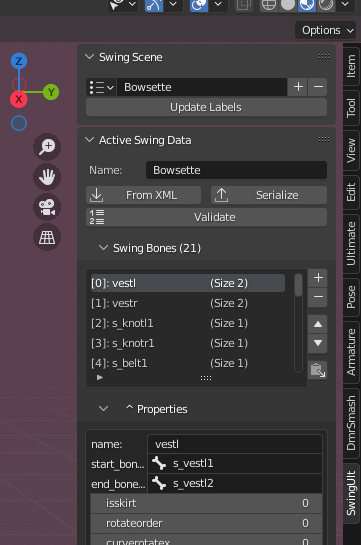 Options
Z
Y
X
Swing Scene
Bowsette
Update Labels
Active Swing Data
Name: Bowsette
From XML Serialize
Validate
Swing Bones (21)
[0]: vestl (Size 2)
[1]: vestr (Size 2)
[2]: s_knotl1 (Size 1)
[3]: s_knotr1 (Size 1)
[4]: s_belt1 (Size 1)
^ Properties
name: vestl
start_bon... s_vestl1
end_bone... s_vestl2
isskirt 0
rotateorder 0
curverotatex 0
Item
Tool
View
Edit
Ultimate
Pose
Armature
DmrSmash
SwingUlt